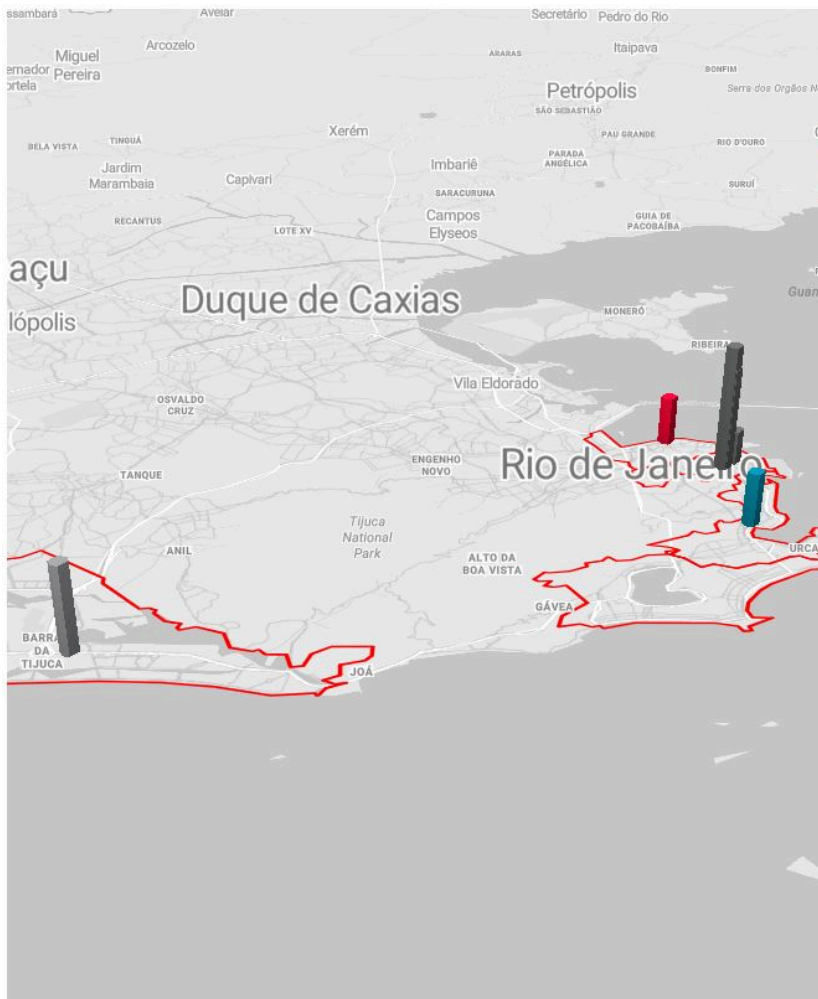 Avelar
Secretário
Pedro do Rio
Arcozelo
Itaipava
Miguel
Pereira
ARARAS
BONFIM
Petrópolis
Serra dos Orgãos N
SÃO SEBASTIÃO
PAU GRANDE
RIO D'OURO
Xerém
TINGUÁ
BELA VISTA
PARADA
ANGÉLICA
Imbariê
Jardim
Marambaia
Capivari
SURUÍ
SARACURUNA
RECANTUS
Campos
Elyseos
GUIA DE
PACOBAÍBA
LOTE XV
açu
Duque de Caxias
Guan
MONERÓ
lópolis
RIBEIRA
Vila Eldorado
OSVALDO
CRUZ
ENGENHO
NOVO
Rio de Janeiro
TANQUE
Tijuca
National
Park
ANIL
ALTO DA
BOA VISTA
URCA
GÁVEA
BARRA
DA
TIJUCA
JOÁ